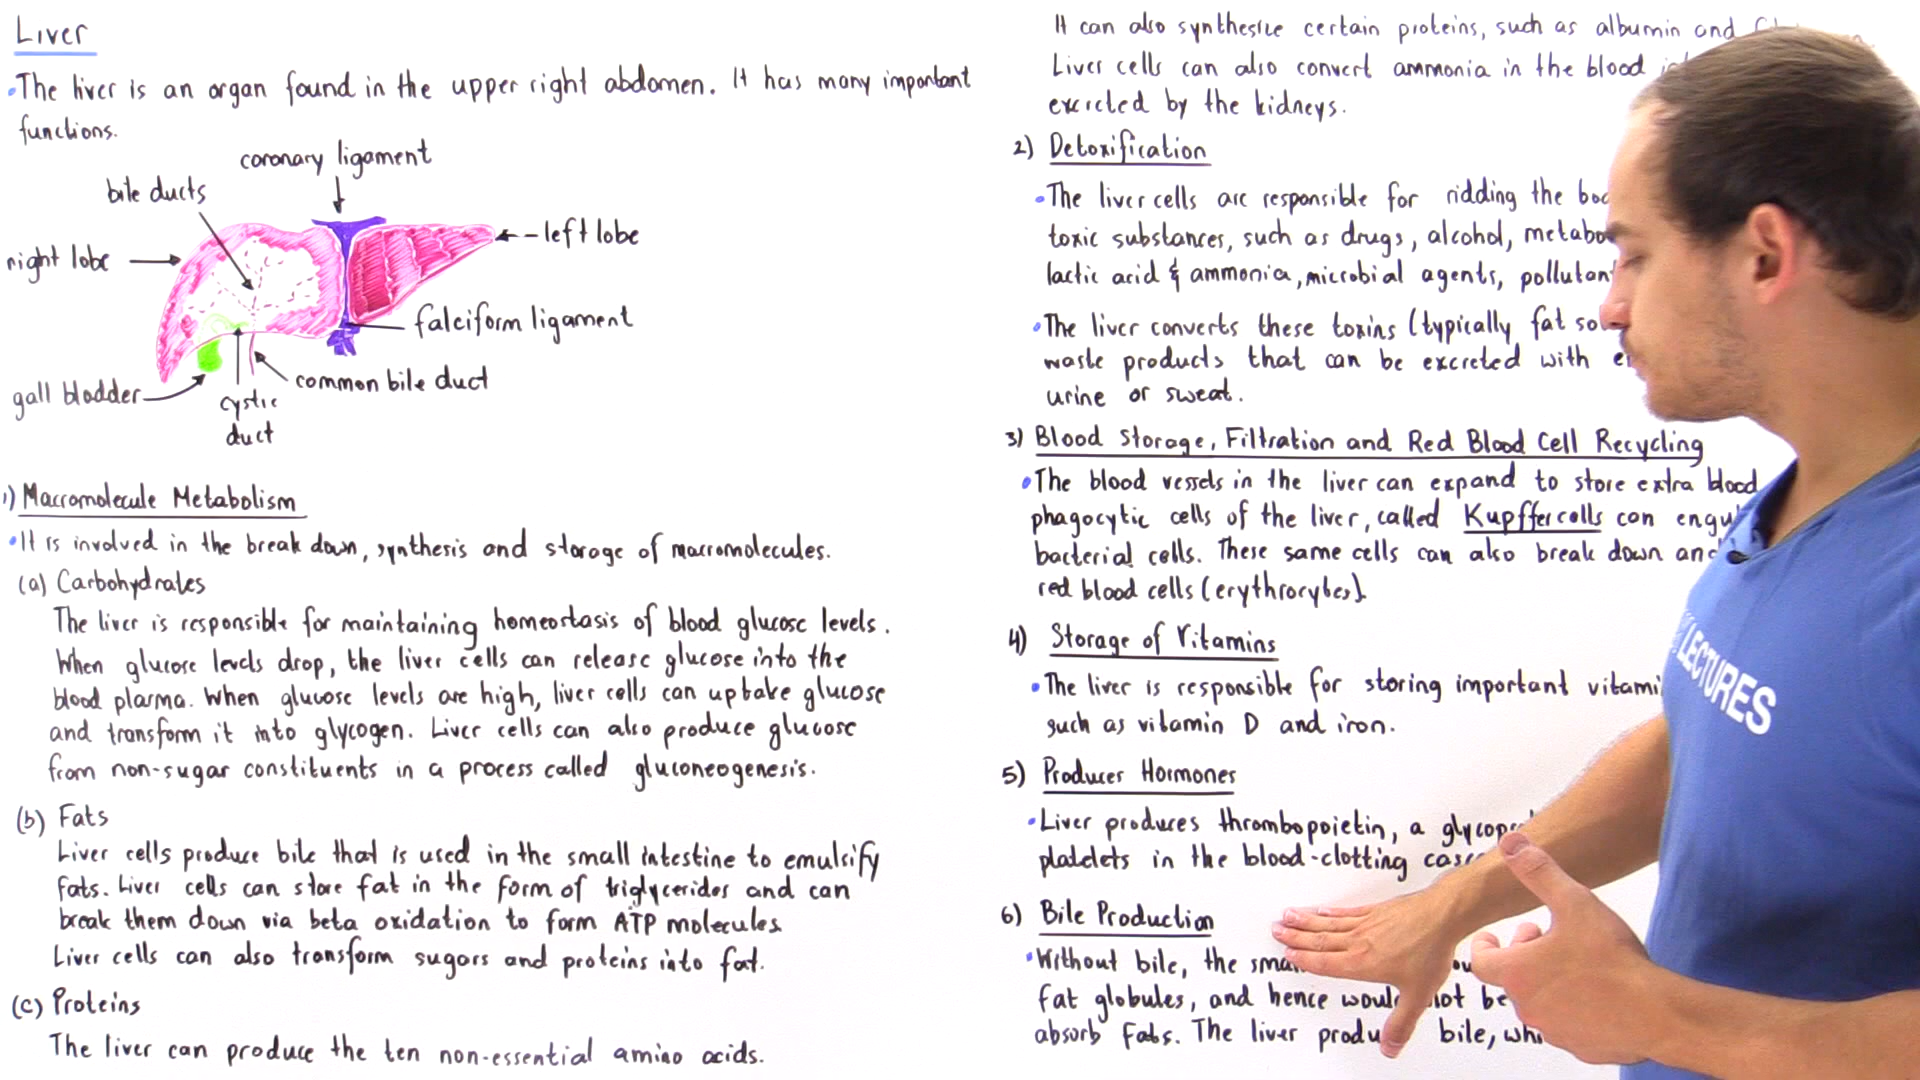 Liver
•The liver is an organ found in the upper right abdomen. It has many important
functions.
coronary ligament
bile ducts
right lobe
left lobe
falciform ligament
common bile duct
gall bladder
cystic
duct
1) Macromolecule Metabolism
•It is involved in the break down, synthesis and storage of macromolecules.
(a) Carbohydrates
The liver is responsible for maintaining homeostasis of blood glucose levels.
When glucose levels drop, the liver cells can release glucose into the
blood plasma. When glucose levels are high, liver cells can uptake glucose
and transform it into glycogen. Liver cells can also produce glucose
from non-sugar constituents in a process called gluconeogenesis.
(b) Fats
Liver cells produce bile that is used in the small intestine to emulsify
fats. Liver cells can store fat in the form of triglycerides and can
break them down via beta oxidation to form ATP molecules.
Liver cells can also transform sugars and proteins into fat.
(c) Proteins
The liver can produce the ten non-essential amino acids.
It can also synthesize certain proteins, such as albumin and
Liver cells can also convert ammonia in the blood
excreted by the kidneys.
2) Detoxification
•The liver cells are responsible for ridding the
toxic substances, such as drugs, alcohol,
lactic acid & ammonia, microbial agents,
•The liver converts these toxins (typically fat
waste products that can be excreted with
urine or sweat.
3) Blood Storage, Filtration and Red Blood Cell Recycling
•The blood vessels in the liver can expand to store extra blood
phagocytic cells of the liver, called Kupffer cells can
bacterial cells. These same cells can also break down
red blood cells (erythrocytes).
4) Storage of Vitamins
•The liver is responsible for storing important
such as vitamin D and iron.
5) Producer Hormones
•Liver produces thrombopoietin, a
platelets in the blood-clotting
6) Bile Production
•Without bile, the
fat globules, and hence would not be
absorb fats. The liver bile,
LECTURES